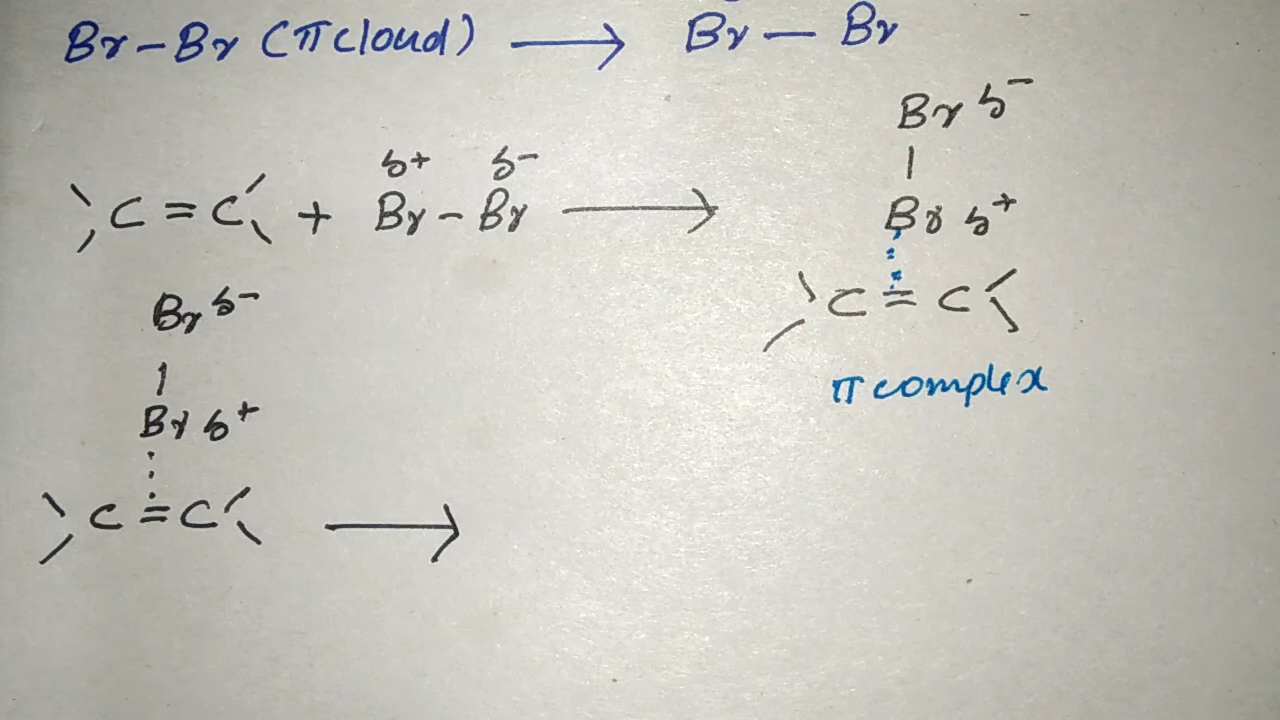 Br – Br (π cloud) ⟶ Br — Br
Br δ−
|
δ+ δ−
C = C + Br – Br ⟶ Br δ+
C = C
π complex
Br δ−
|
Br δ+
C = C ⟶